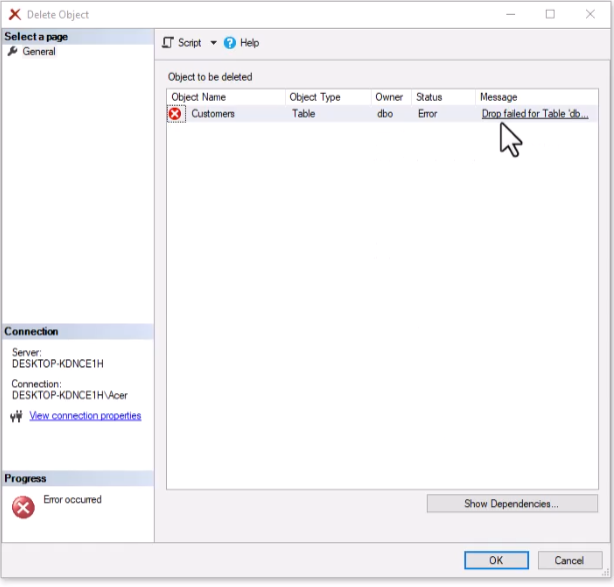 Delete Object
Select a page
General
Script Help
Object to be deleted
Object Name Object Type Owner Status Message
Customers Table dbo Error Drop failed for Table 'db...
Connection
Server:
DESKTOP-KDNCE1H
Connection:
DESKTOP-KDNCE1H\Acer
View connection properties
Progress
Error occurred
Show Dependencies...
OK Cancel